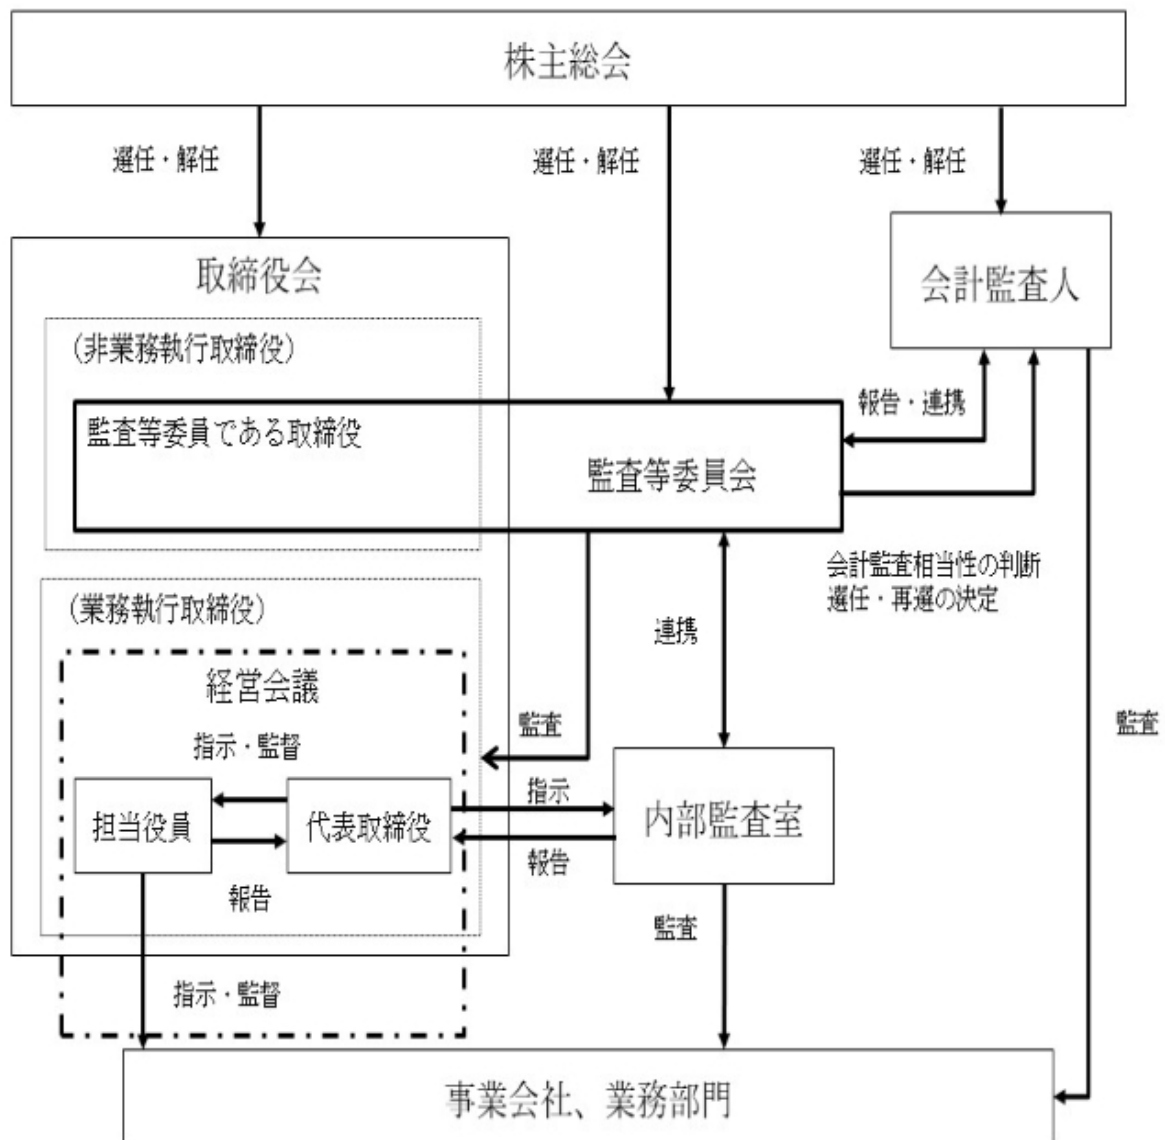 株主総会
選任・解任
選任・解任
選任・解任
取締役会
会計監査人
(非業務執行取締役)
報告・連携
監査等委員である取締役
監査等委員会
会計監査相当性の判断
選任・再選の決定
(業務執行取締役)
連携
経営会議
監査
監査
指示・監督
指示
担当役員
代表取締役
内部監査室
報告
報告
監査
指示・監督
事業会社、業務部門